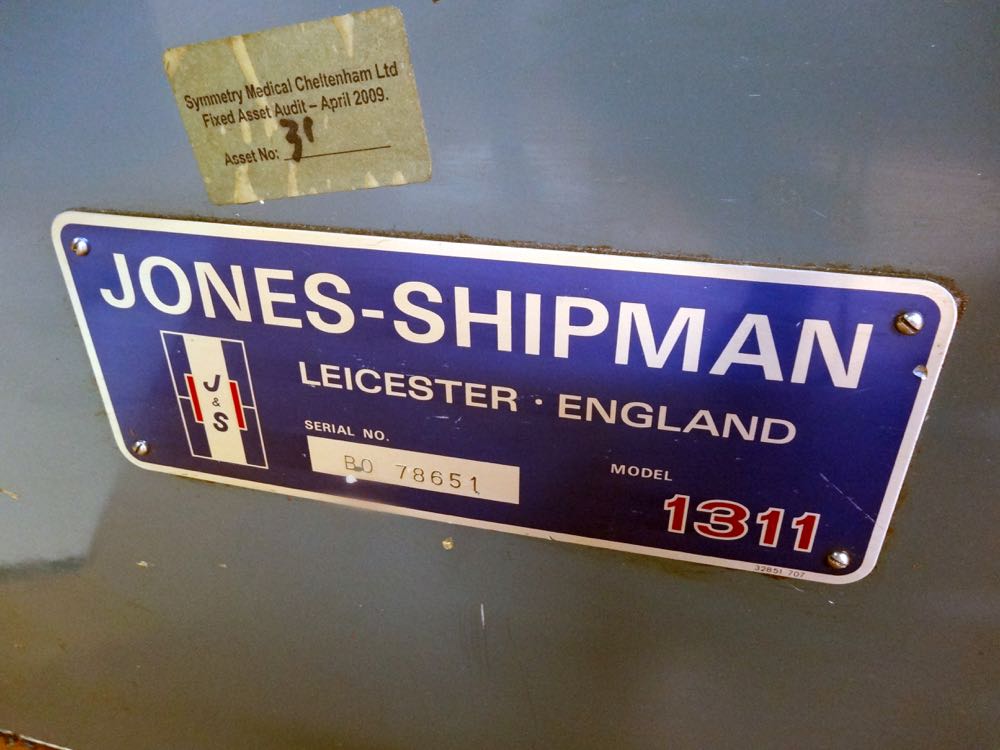 Symmetry Medical Cheltenham Ltd
Fixed Asset Audit – April 2009.
Asset No: 31
JONES-SHIPMAN
LEICESTER · ENGLAND
J
&
S
SERIAL NO.
BO 78651
MODEL
1311
32851 707